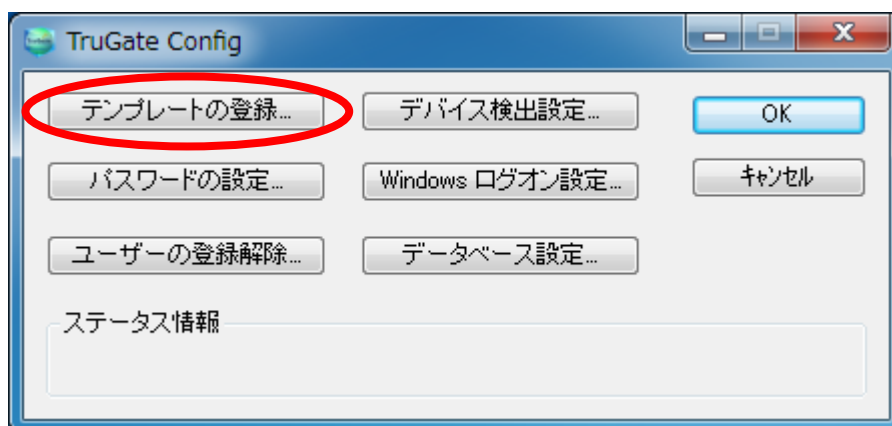 TruGate Config
テンプレートの登録...
デバイス検出設定...
OK
パスワードの設定...
Windows ログオン設定...
キャンセル
ユーザーの登録解除...
データベース設定...
ステータス情報